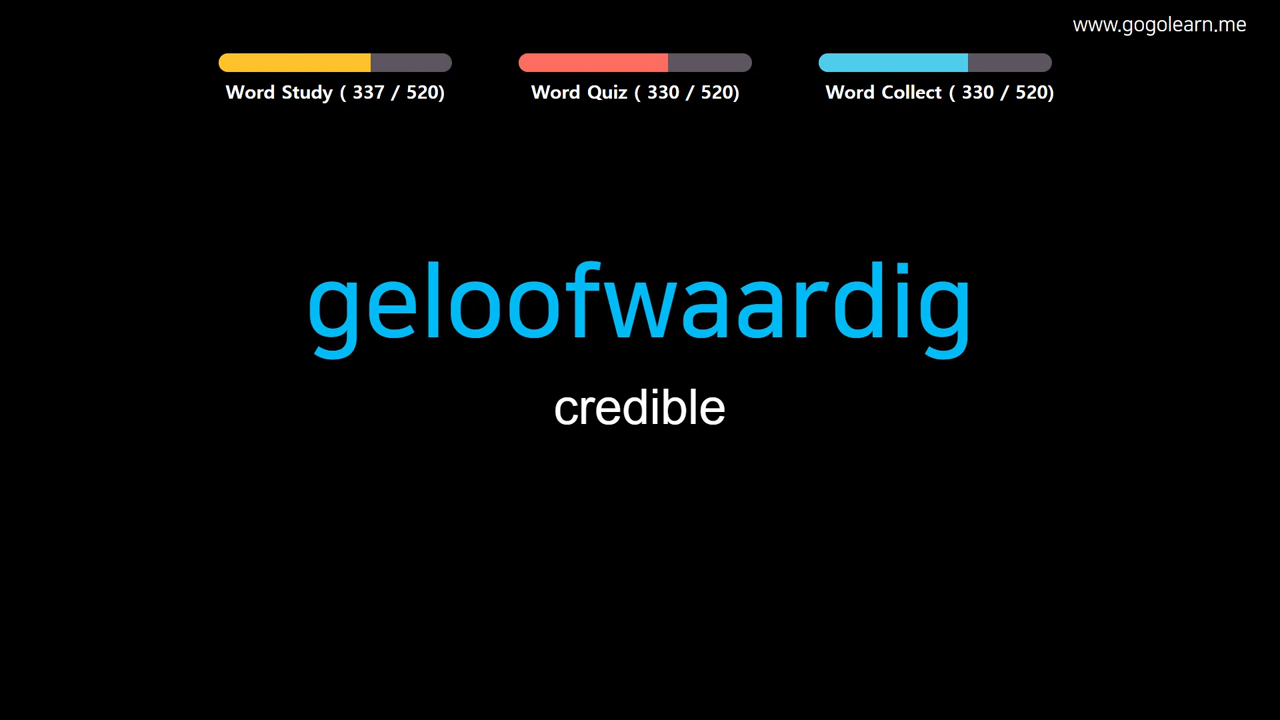 www.gogolearn.me
Word Study ( 337 / 520)
Word Quiz ( 330 / 520)
Word Collect ( 330 / 520)
geloofwaardig
credible